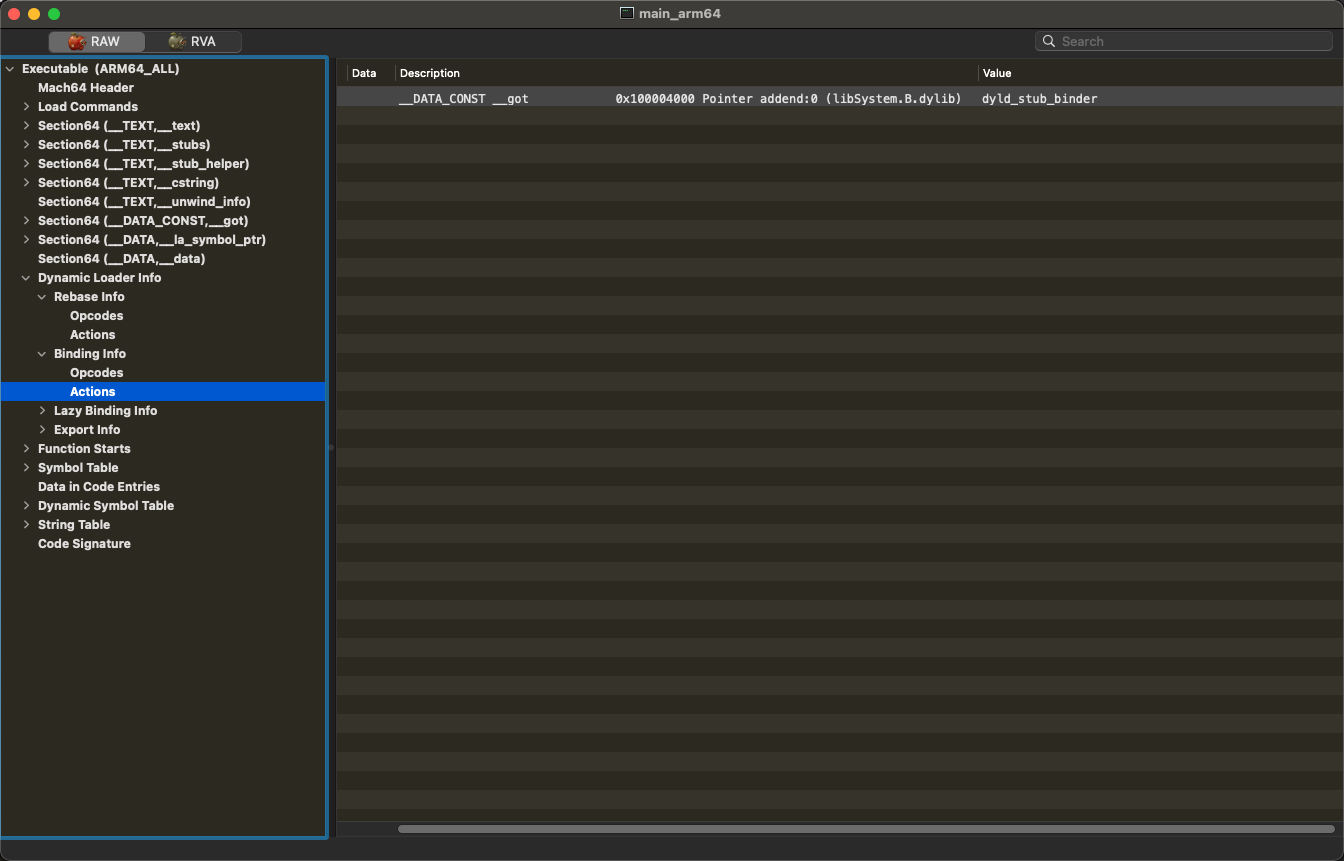 main_arm64
RAW RVA Search
Executable (ARM64_ALL)
Mach64 Header
Load Commands
Section64 (__TEXT,__text)
Section64 (__TEXT,__stubs)
Section64 (__TEXT,__stub_helper)
Section64 (__TEXT,__cstring)
Section64 (__TEXT,__unwind_info)
Section64 (__DATA_CONST,__got)
Section64 (__DATA,__la_symbol_ptr)
Section64 (__DATA,__data)
Dynamic Loader Info
Rebase Info
Opcodes
Actions
Binding Info
Opcodes
Actions
Lazy Binding Info
Export Info
Function Starts
Symbol Table
Data in Code Entries
Dynamic Symbol Table
String Table
Code Signature
Data Description Value
__DATA_CONST __got 0x100004000 Pointer addend:0 (libSystem.B.dylib) dyld_stub_binder